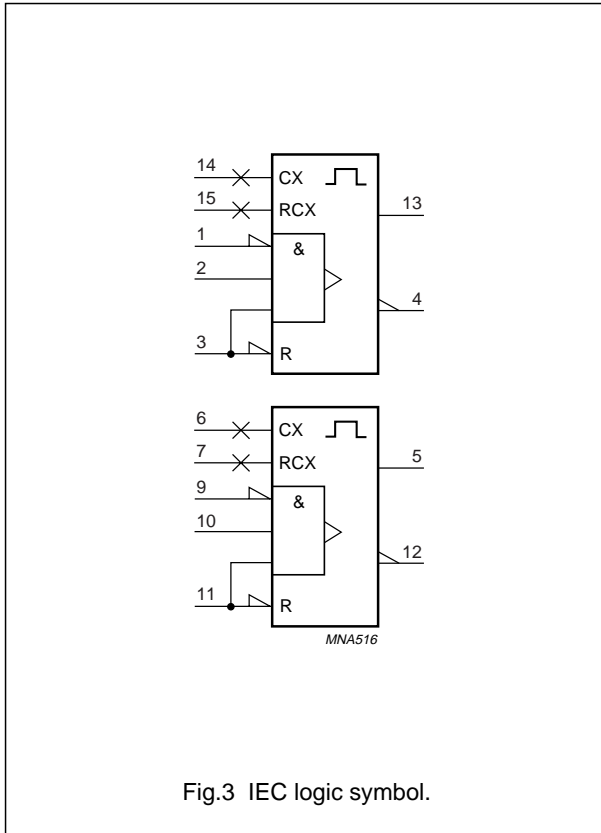 14 CX 13
15 RCX
1 &
2
4
3 R
6 CX 5
7 RCX
9 &
10
12
11 R
MNA516
Fig.3 IEC logic symbol.